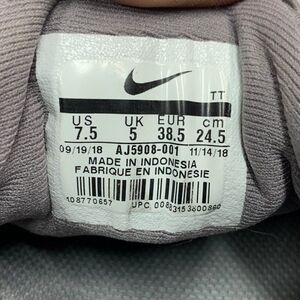 TT
US UK EUR cm
7.5 5 38.5 24.5
09/19/18 AJ5908-001 11/14/18
MADE IN INDONESIA
FABRIQUE EN INDONESIE
UPC